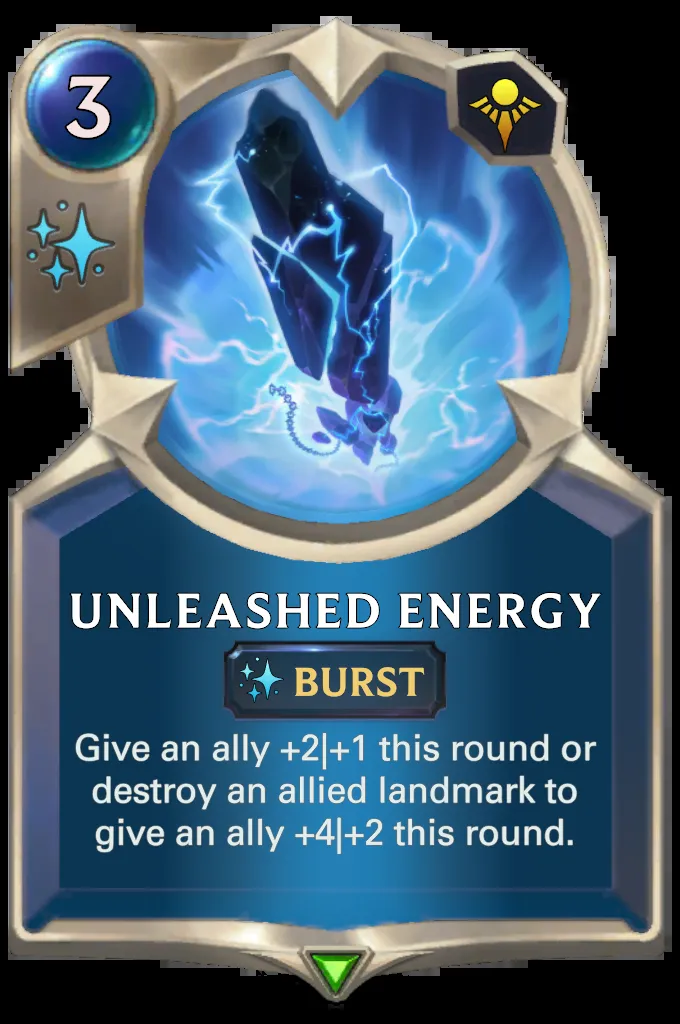 3
UNLEASHED ENERGY
BURST
Give an ally +2|+1 this round or
destroy an allied landmark to
give an ally +4|+2 this round.